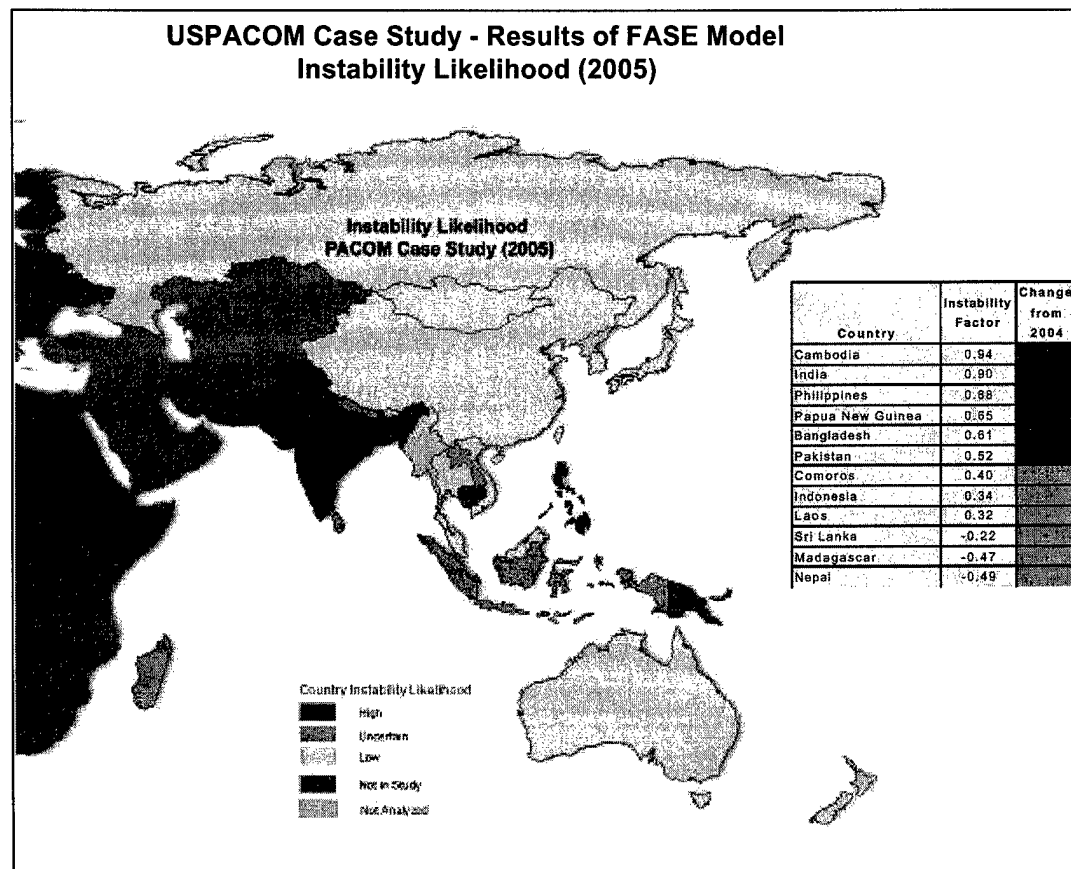 USPACOM Case Study - Results of FASE Model
Instability Likelihood (2005)
Instability Likelihood
PACOM Case Study (2005)
Country Instability Factor Change from 2004
Cambodia 0.94
India 0.90
Philippines 0.88
Papua New Guinea 0.65
Bangladesh 0.61
Pakistan 0.52
Comoros 0.40
Indonesia 0.34
Laos 0.32
Sri Lanka -0.22
Madagascar -0.47
Nepal -0.49
Country Instability Likelihood
High
Uncertain
Low
Not in Study
Not Analyzed